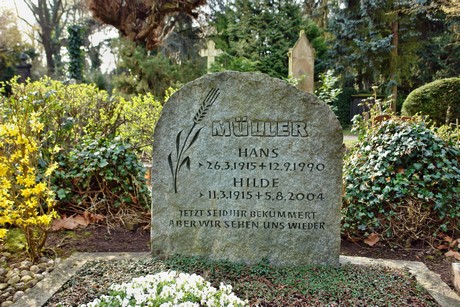 MÜLLER
HANS
*26.3.1915+12.9.1990
HILDE
*11.3.1915+5.8.2004
JETZT SEID IHR BEKÜMMERT
ABER WIR SEHEN UNS WIEDER